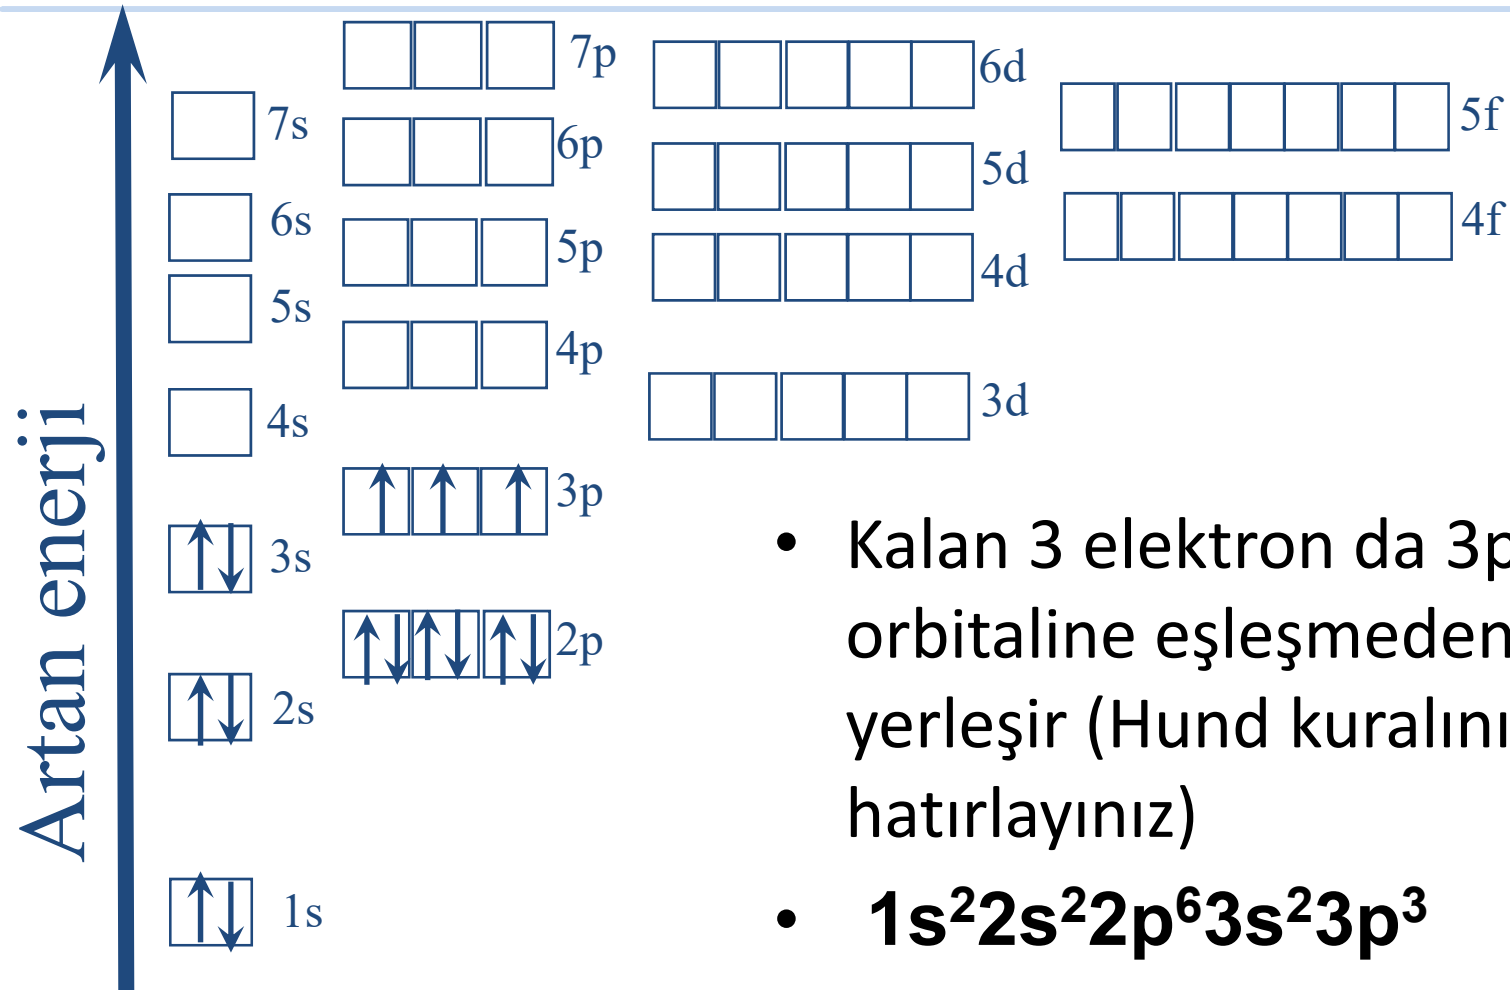 Artan enerji
7p
6d
7s
5f
6p
5d
6s
4f
5p
4d
5s
4p
3d
4s
3p
3s
2p
2s
1s
• Kalan 3 elektron da 3p
orbitaline eşleşmeden
yerleşir (Hund kuralını
hatırlayınız)
• 1s²2s²2p⁶3s²3p³